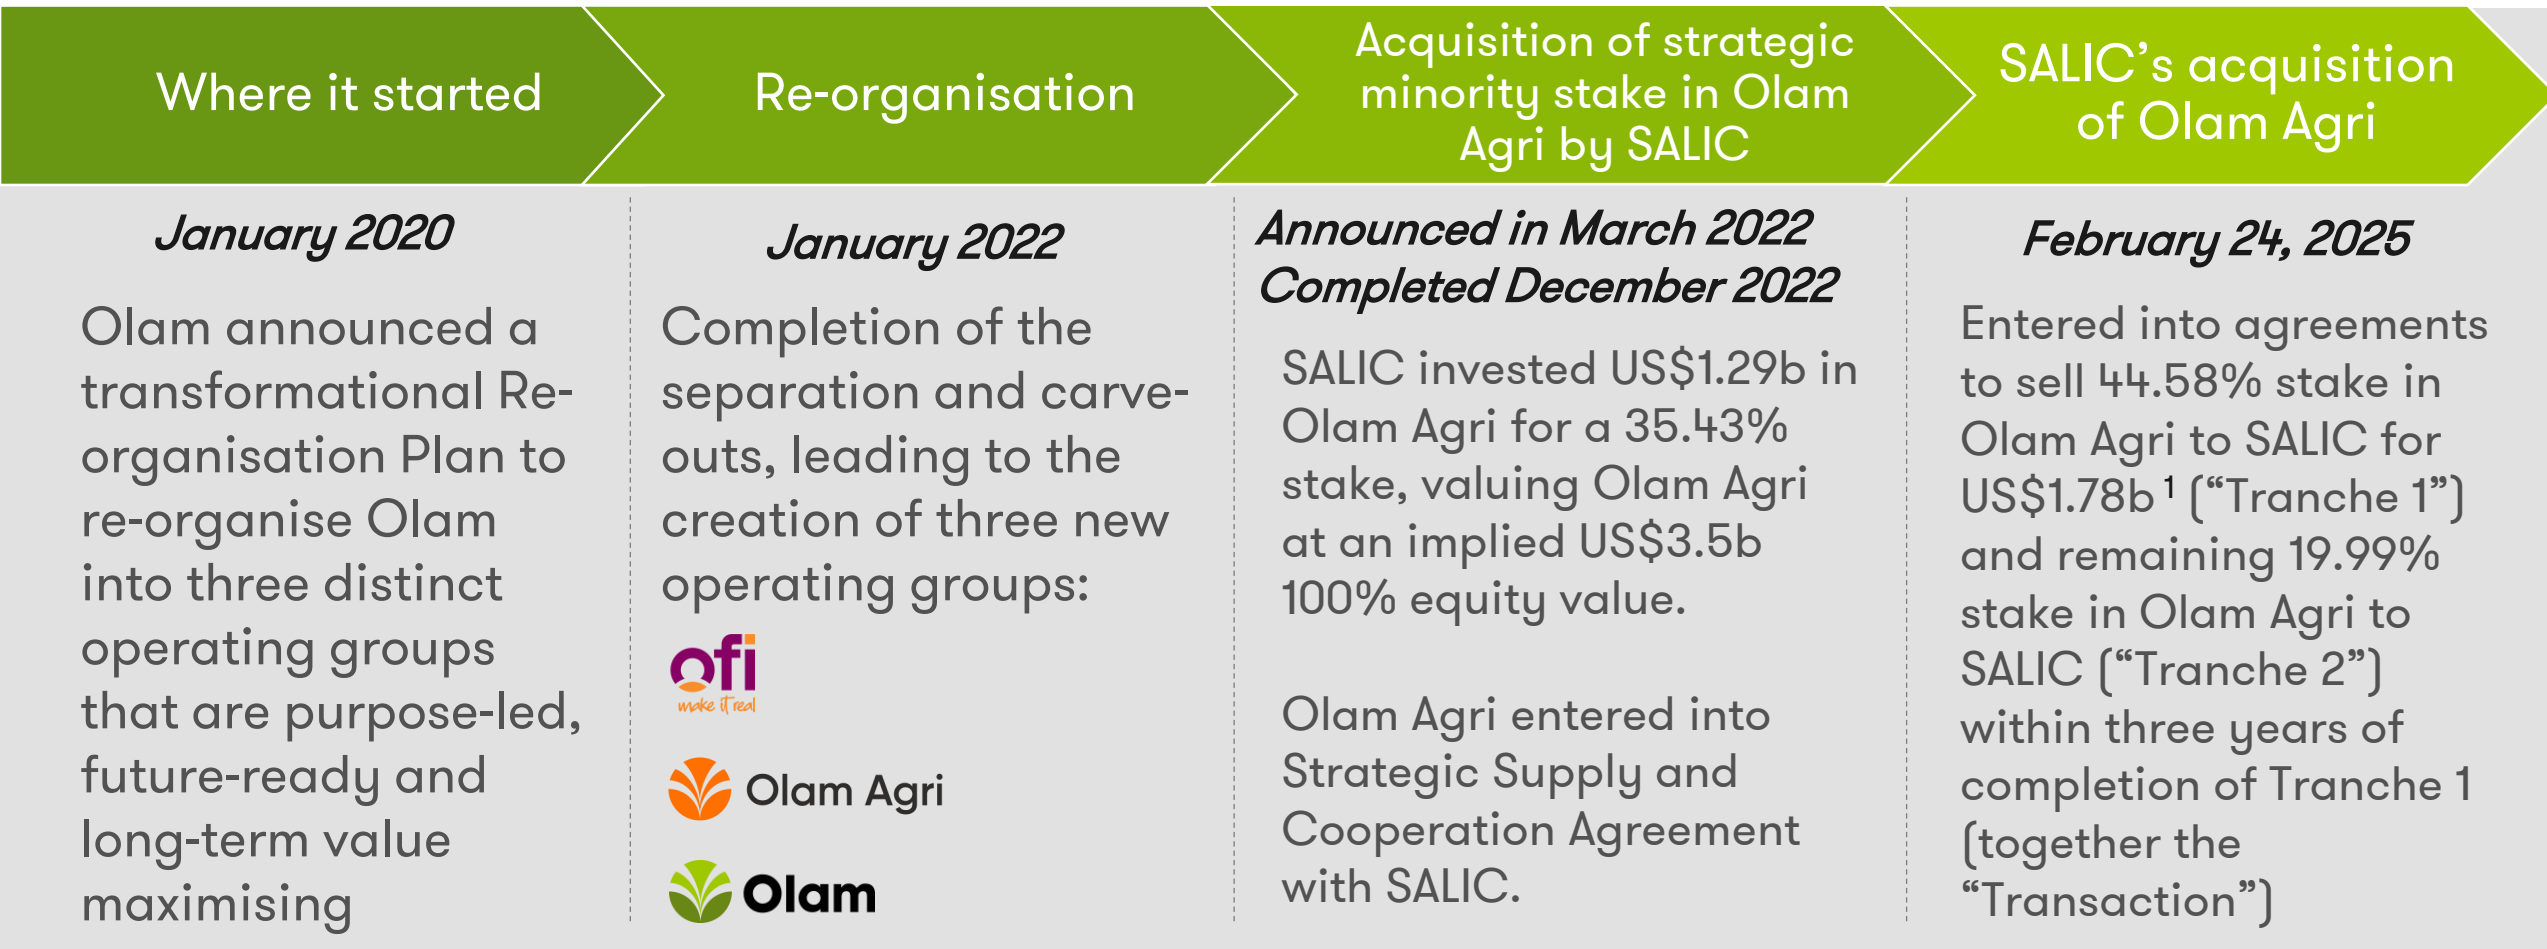 Where it started
Re-organisation
Acquisition of strategic
minority stake in Olam
Agri by SALIC
SALIC's acquisition
of Olam Agri
January 2020
Olam announced a
transformational Re-
organisation Plan to
re-organise Olam
into three distinct
operating groups
that are purpose-led,
future-ready and
long-term value
maximising
January 2022
Completion of the
separation and carve-
outs, leading to the
creation of three new
operating groups:
ofi
make it real
Olam Agri
Olam
Announced in March 2022
Completed December 2022
SALIC invested US$1.29b in
Olam Agri for a 35.43%
stake, valuing Olam Agri
at an implied US$3.5b
100% equity value.
Olam Agri entered into
Strategic Supply and
Cooperation Agreement
with SALIC.
February 24, 2025
Entered into agreements
to sell 44.58% stake in
Olam Agri to SALIC for
US$1.78b ¹ (“Tranche 1”)
and remaining 19.99%
stake in Olam Agri to
SALIC (“Tranche 2”)
within three years of
completion of Tranche 1
(together the
“Transaction”)